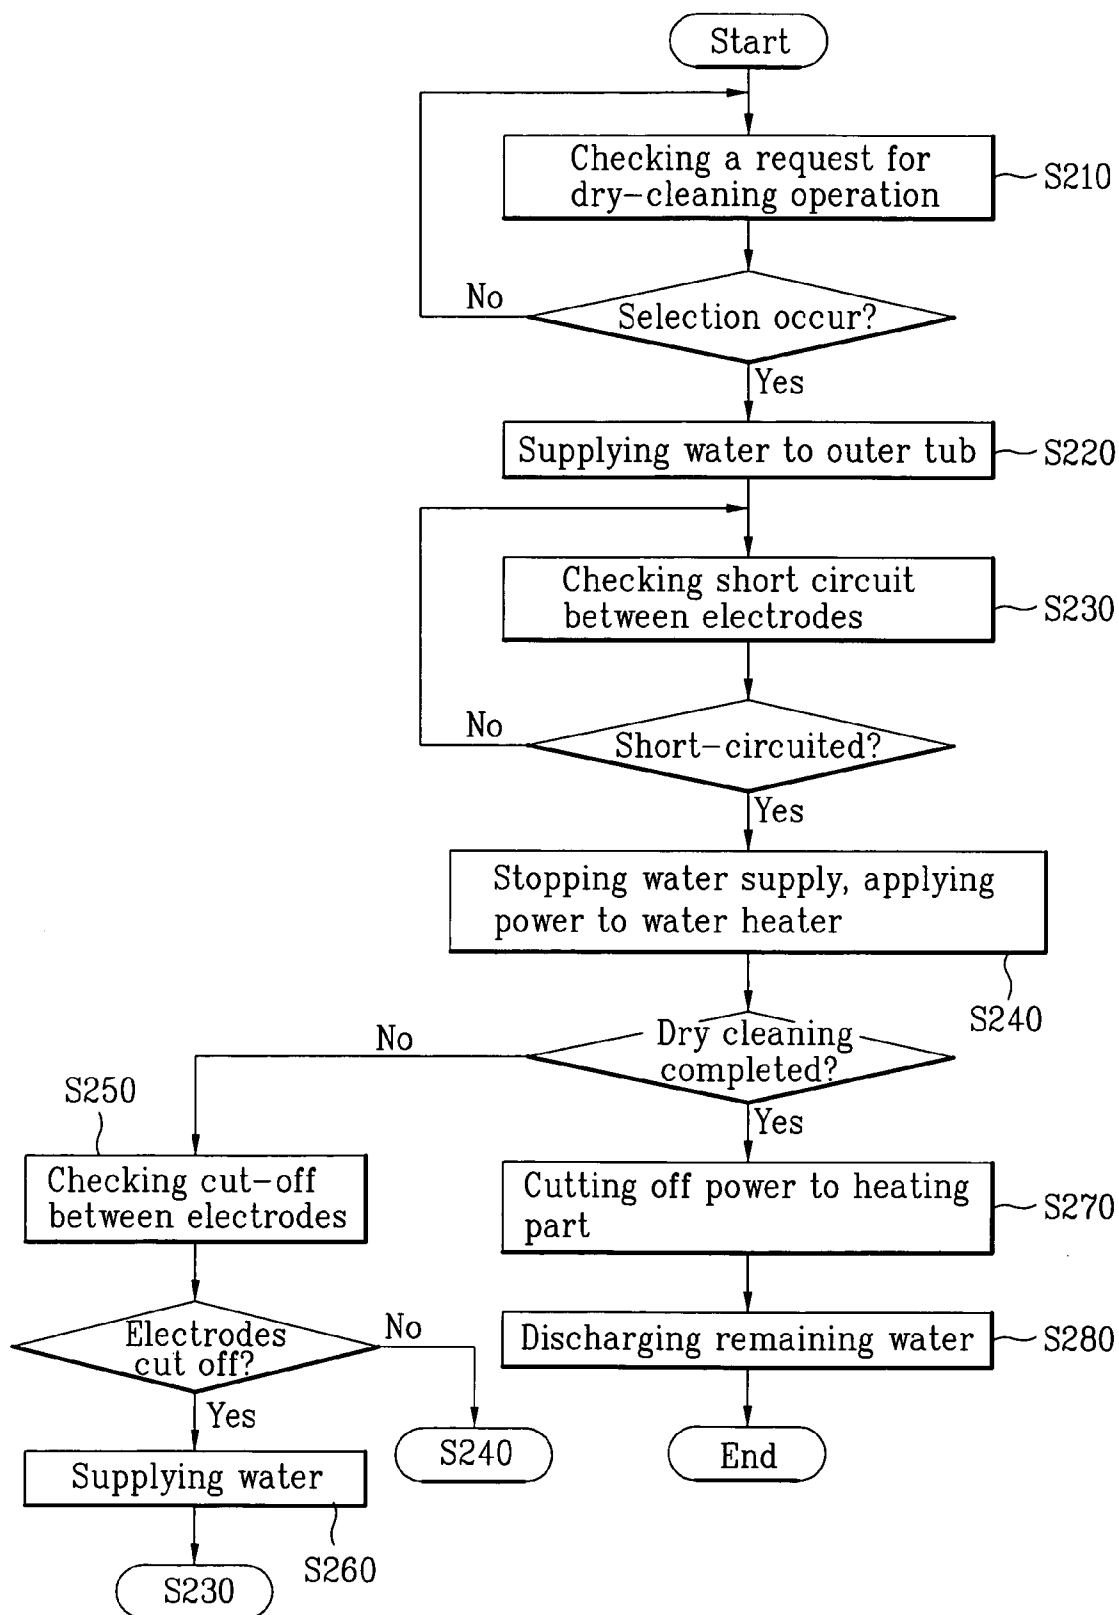 Start
Checking a request for
dry-cleaning operation
S210
No
Selection occur?
Yes
Supplying water to outer tub
S220
Checking short circuit
between electrodes
S230
No
Short-circuited?
Yes
Stopping water supply, applying
power to water heater
S240
No
Dry cleaning
completed?
Yes
S250
Checking cut-off
between electrodes
Cutting off power to heating
part
S270
Electrodes
cut off?
No
Yes
Discharging remaining water
S280
Supplying water
S260
S240
End
S230